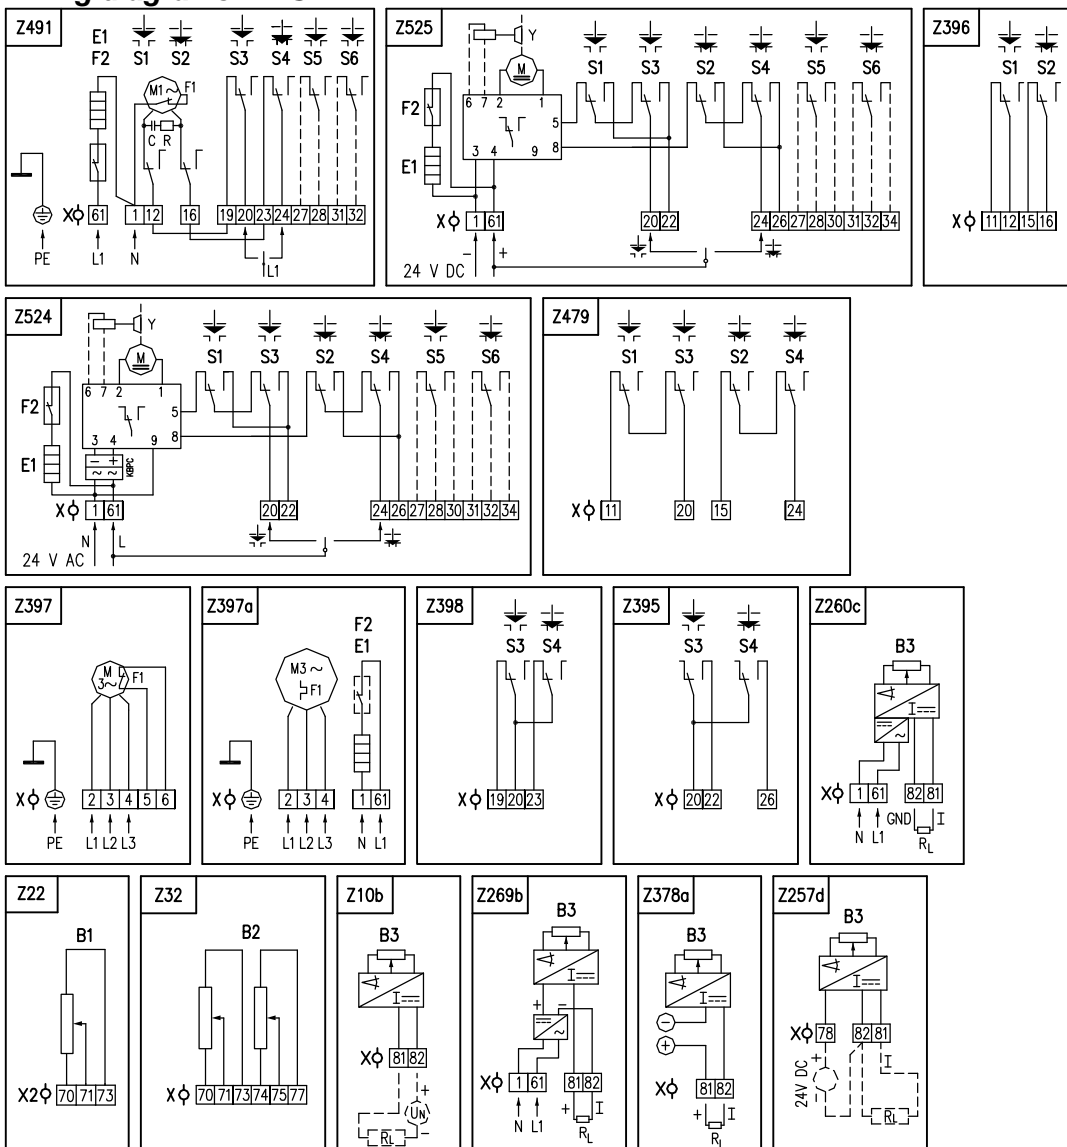 Z491
E1
F2 S1 S2 S3 S4 S5 S6
M1 ~ F1
C R
X 61 1 12 16 19 20 23 24 27 28 31 32
PE L1 N L1
Z525
Y
S1 S3 S2 S4 S5 S6
M
F2 6 7 2 1
5
E1 8
3 4 9
X 1 61 20 22 24 26 27 28 30 31 32 34
− +
24 V DC
Z396
S1 S2
11 12 15 16
Z524
Y
S1 S3 S2 S4 S5 S6
M
6 7 2 1
F2 5
8
3 4 9
E1 − + KBPC
~ ~
X 1 61 20 22 24 26 27 28 30 31 32 34
N L
24 V AC
Z479
S1 S3 S2 S4
X 11 20 15 24
Z397
M
3~ F1
X 2 3 4 5 6
PE L1 L2 L3
Z397a
F2
E1
M3 ~
F1
X 2 3 4 1 61
PE L1 L2 L3 N L1
Z398
S3 S4
X 19 20 23
Z395
S3 S4
X 20 22 26
Z260c
B3
I
~
X 1 61 82 81
GND I
N L1 RL
Z22
B1
X2 70 71 73
Z32
B2
X 70 71 73 74 75 77
Z10b
B3
I
X 81 82
+
UN
−
RL
Z269b
B3
I
+ −
~
X 1 61 81 82
+ I
N L1 RL
Z378a
B3
I
−
+
X 81 82
+ I
RL
Z257d
B3
I
X 78 82 81
+ I
24V DC
RL